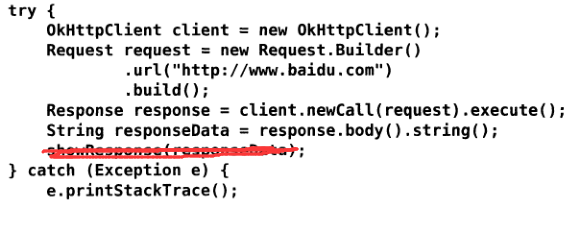 try {
    OkHttpClient client = new OkHttpClient();
    Request request = new Request.Builder()
            .url("http://www.baidu.com")
            .build();
    Response response = client.newCall(request).execute();
    String responseData = response.body().string();
    showResponse(responseData);
} catch (Exception e) {
    e.printStackTrace();